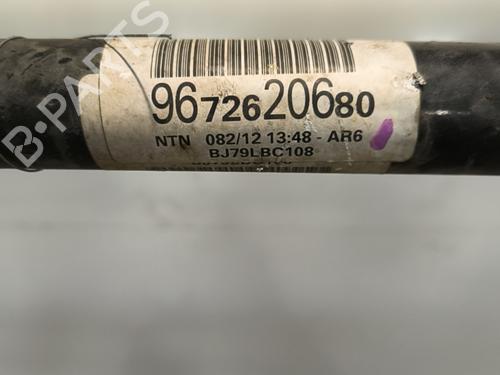 B-PARTS
9672620680
NTN 082/12 13:48 - AR6
BJ79LBC108